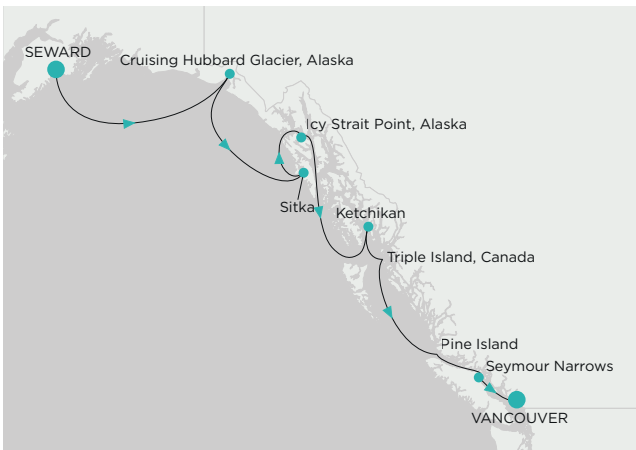 SEWARD
Cruising Hubbard Glacier, Alaska
Icy Strait Point, Alaska
Sitka
Ketchikan
Triple Island, Canada
Pine Island
Seymour Narrows
VANCOUVER